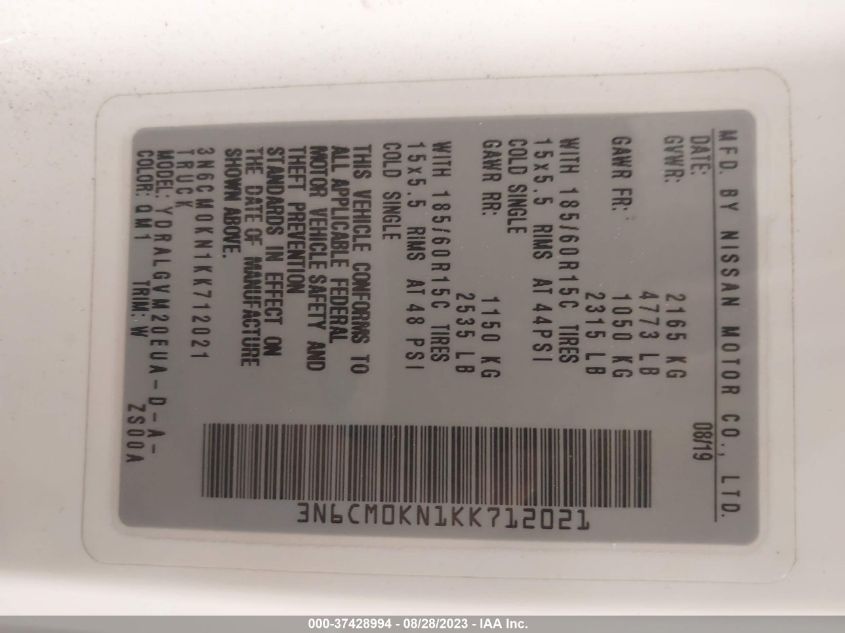 MFD. BY NISSAN MOTOR CO., LTD.
DATE: 08/19
GVWR: 2165 KG
4773 LB
GAWR FR: 1050 KG
2315 LB
WITH 185/60R15C TIRES
15x5.5 RIMS AT 44PSI
COLD SINGLE
GAWR RR: 1150 KG
2535 LB
WITH 185/60R15C TIRES
15x5.5 RIMS AT 48 PSI
COLD SINGLE
THIS VEHICLE CONFORMS TO
ALL APPLICABLE FEDERAL
MOTOR VEHICLE SAFETY AND
THEFT PREVENTION
STANDARDS IN EFFECT ON
THE DATE OF MANUFACTURE
SHOWN ABOVE.
3N6CM0KN1KK712021
TRUCK
MODEL: YDRALGVM20EUA-D-A-
COLOR: QM1 TRIM: W ZS00A
3N6CM0KN1KK712021
000-37428994 - 08/28/2023 - IAA Inc.